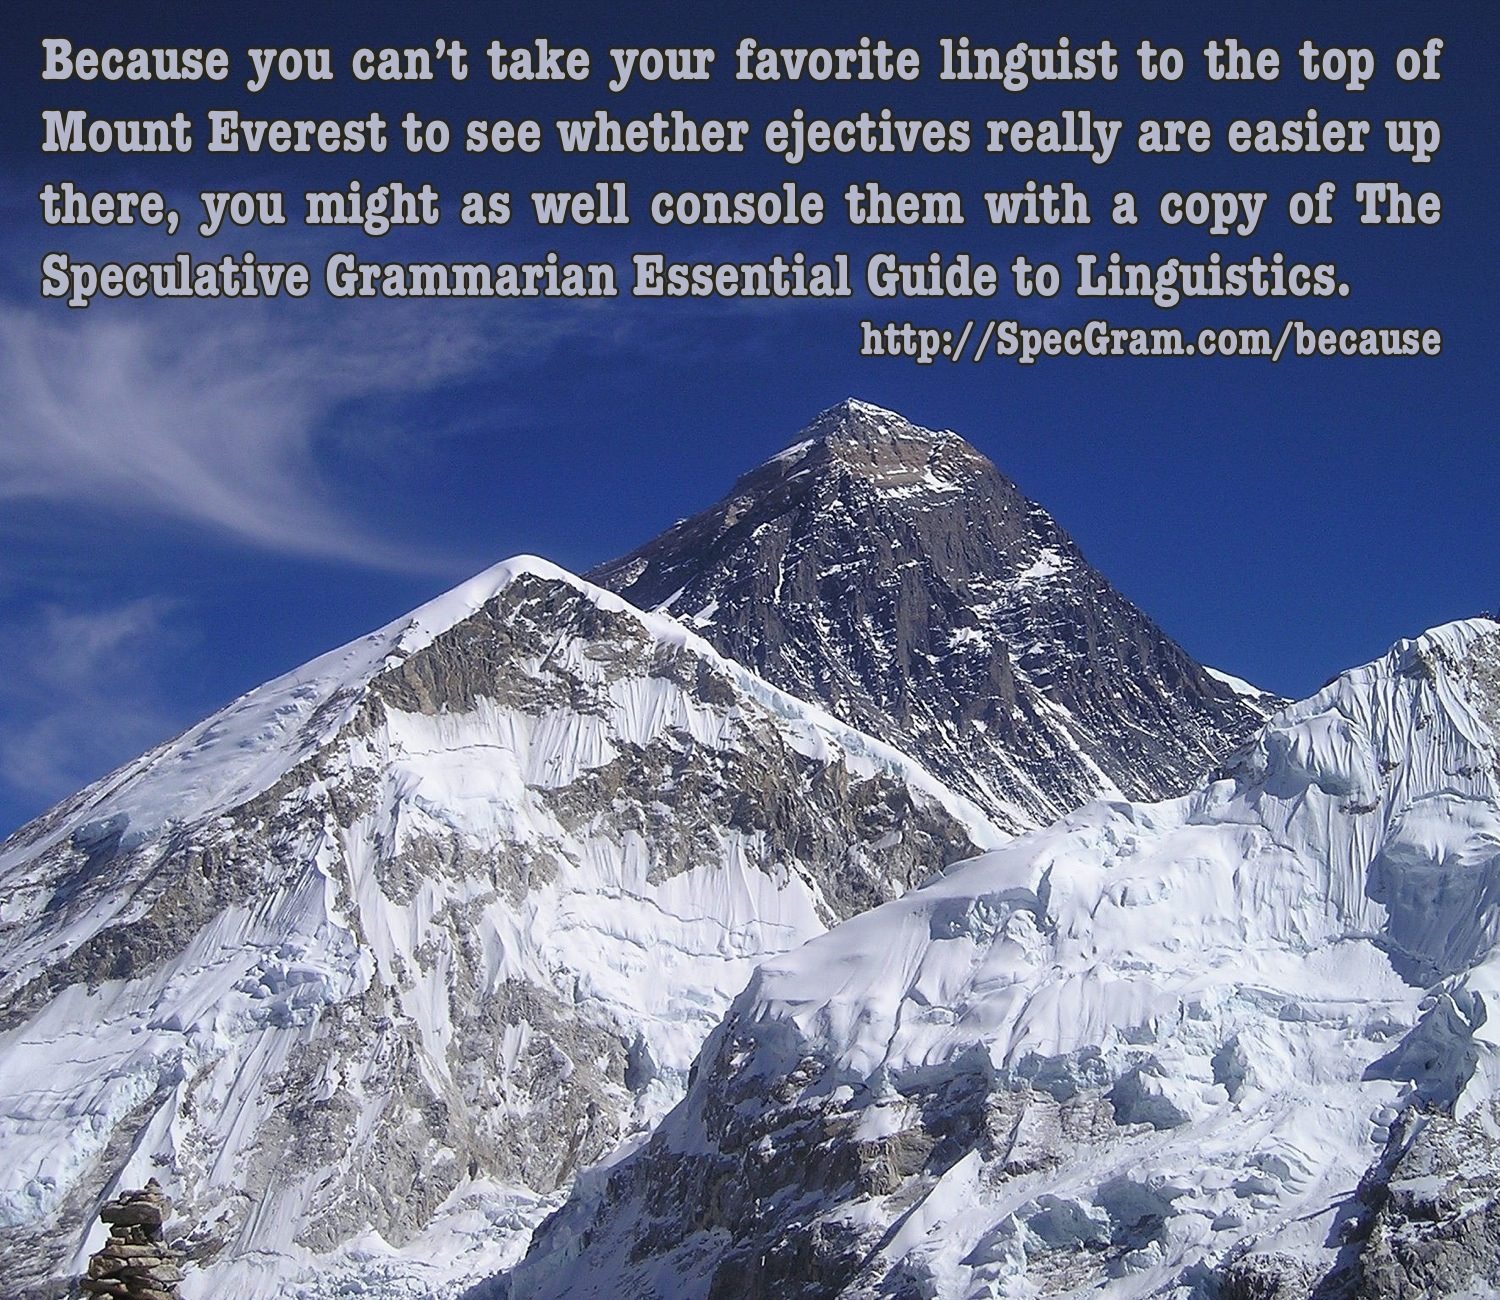 Because you can’t take your favorite linguist to the top of
Mount Everest to see whether ejectives really are easier up
there, you might as well console them with a copy of The
Speculative Grammarian Essential Guide to Linguistics.
http://SpecGram.com/because